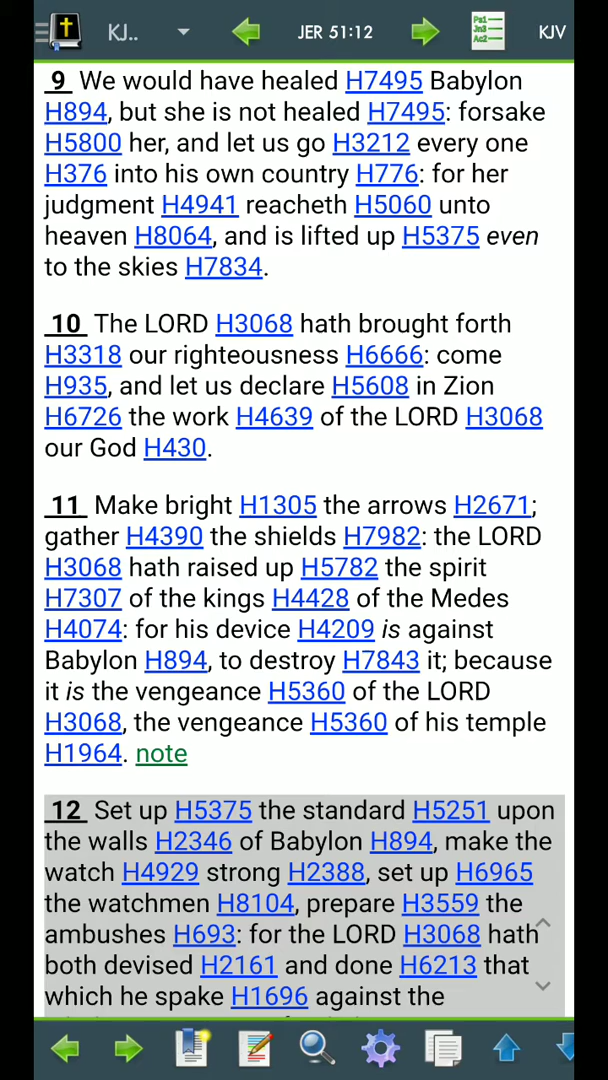 KJ.. JER 51:12 Ps1 Jn3 Ac2 KJV
9 We would have healed H7495 Babylon
H894, but she is not healed H7495: forsake
H5800 her, and let us go H3212 every one
H376 into his own country H776: for her
judgment H4941 reacheth H5060 unto
heaven H8064, and is lifted up H5375 even
to the skies H7834.
10 The LORD H3068 hath brought forth
H3318 our righteousness H6666: come
H935, and let us declare H5608 in Zion
H6726 the work H4639 of the LORD H3068
our God H430.
11 Make bright H1305 the arrows H2671;
gather H4390 the shields H7982: the LORD
H3068 hath raised up H5782 the spirit
H7307 of the kings H4428 of the Medes
H4074: for his device H4209 is against
Babylon H894, to destroy H7843 it; because
it is the vengeance H5360 of the LORD
H3068, the vengeance H5360 of his temple
H1964. note
12 Set up H5375 the standard H5251 upon
the walls H2346 of Babylon H894, make the
watch H4929 strong H2388, set up H6965
the watchmen H8104, prepare H3559 the
ambushes H693: for the LORD H3068 hath
both devised H2161 and done H6213 that
which he spake H1696 against the